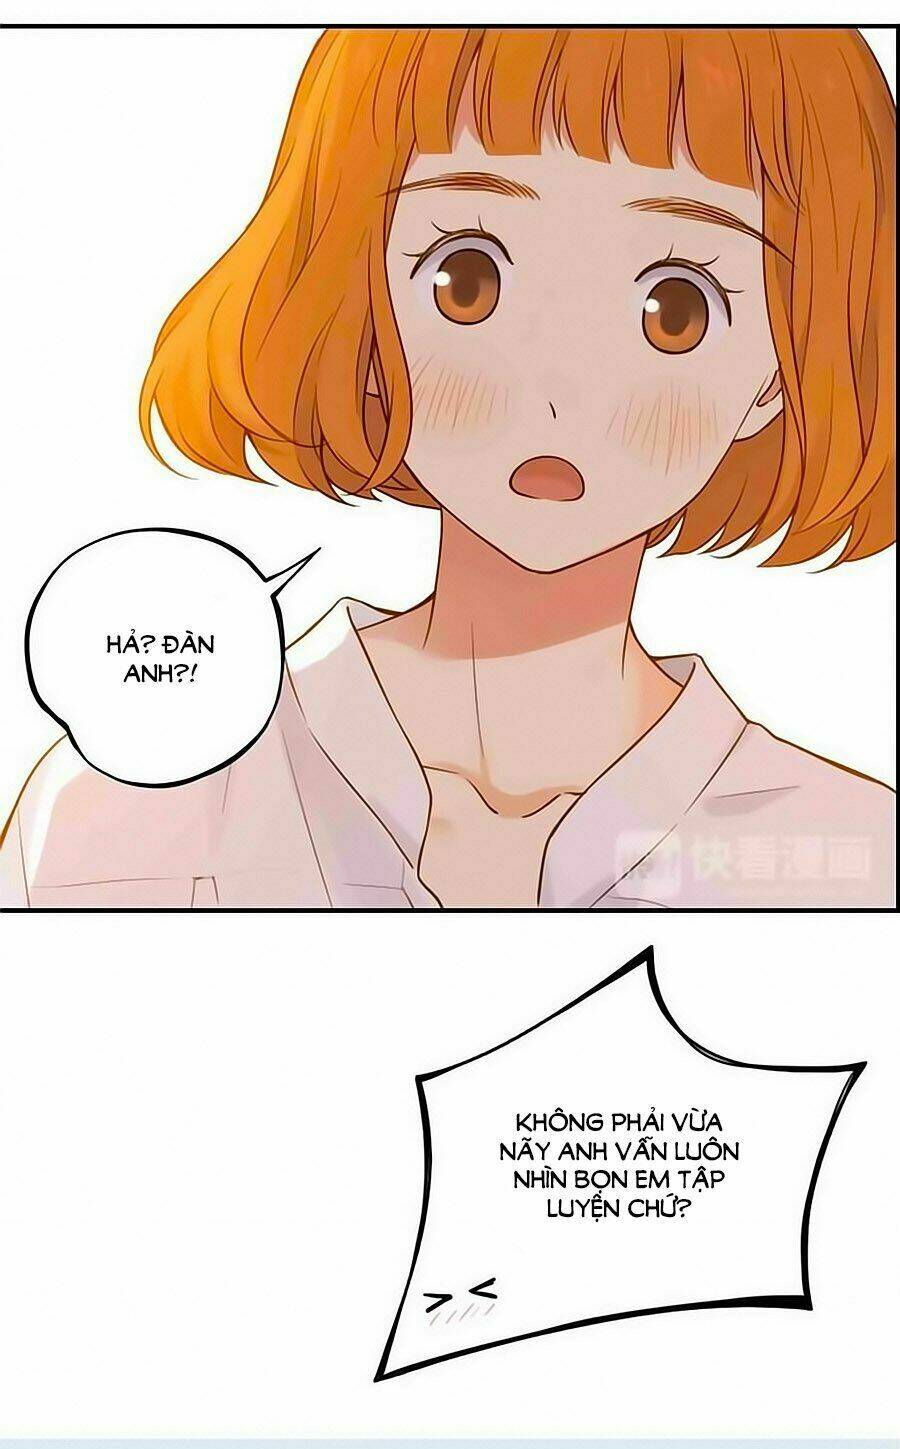 HẢ? ĐÀN
ANH?!
快看漫画
KHÔNG PHẢI VỪA
NÃY ANH VẪN LUÔN
NHÌN BỌN EM TẬP
LUYỆN CHỨ?